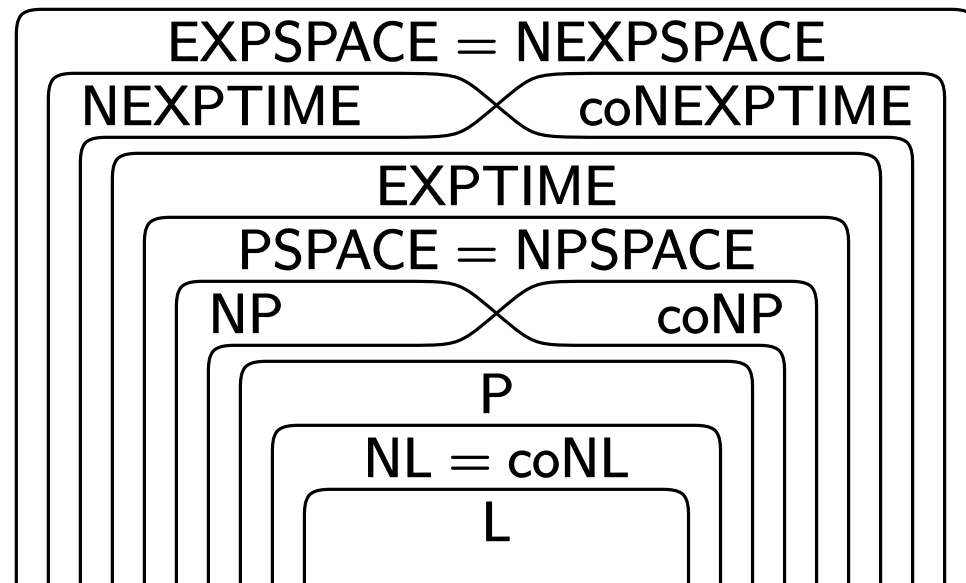 EXPSPACE = NEXPSPACE
NEXPTIME coNEXPTIME
EXPTIME
PSPACE = NPSPACE
NP coNP
P
NL = coNL
L